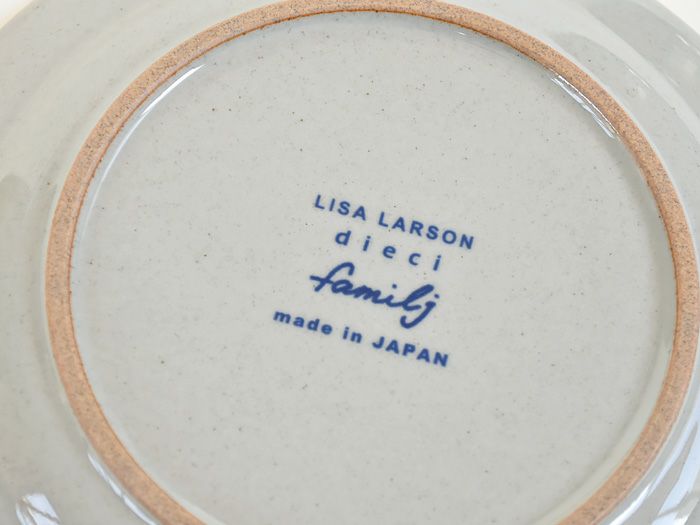 LISA LARSON
dieci
familj
made in JAPAN